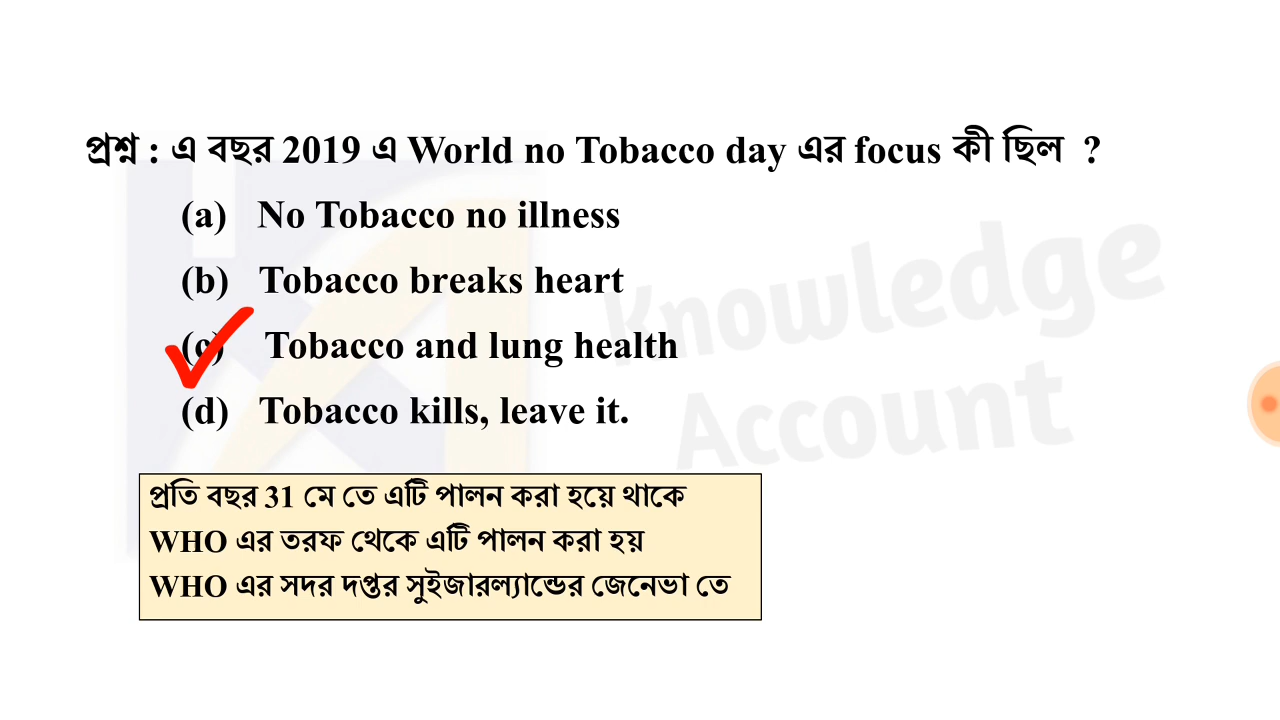 প্রশ্ন : এ বছর 2019 এ World no Tobacco day এর focus কী ছিল ?
(a) No Tobacco no illness
(b) Tobacco breaks heart
(c) Tobacco and lung health
(d) Tobacco kills, leave it.
Knowledge
Account
প্রতি বছর 31 মে তে এটি পালন করা হয়ে থাকে
WHO এর তরফ থেকে এটি পালন করা হয়
WHO এর সদর দপ্তর সুইজারল্যান্ডের জেনেভা তে